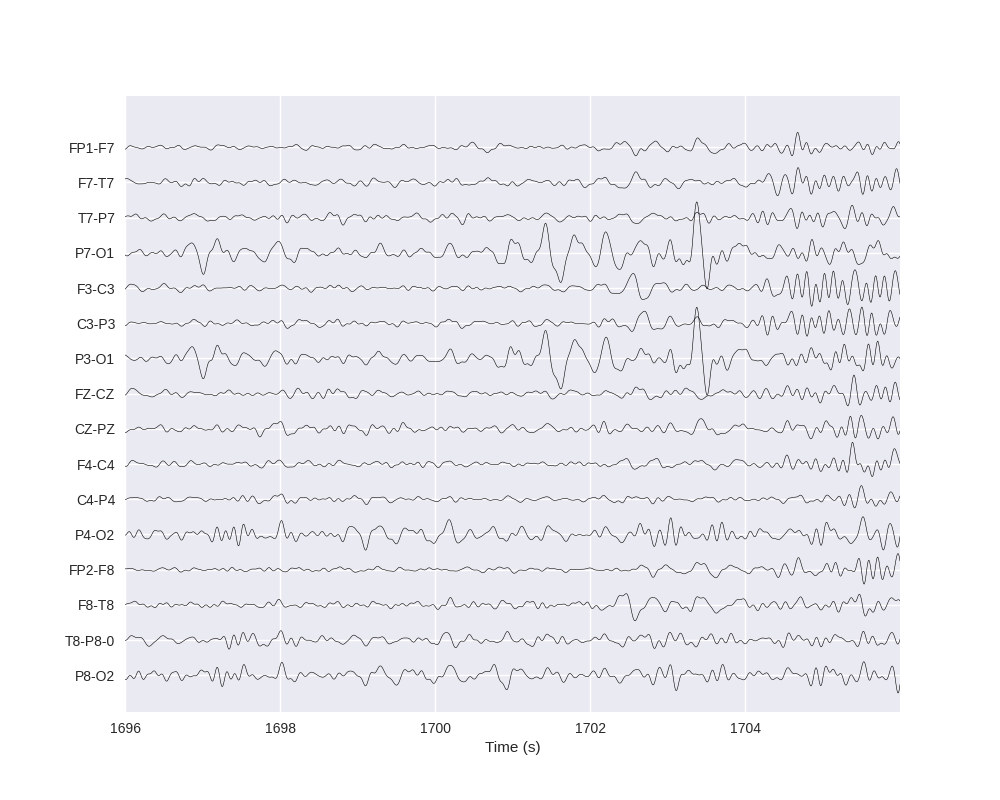 FP1-F7
F7-T7
T7-P7
P7-O1
F3-C3
C3-P3
P3-O1
FZ-CZ
CZ-PZ
F4-C4
C4-P4
P4-O2
FP2-F8
F8-T8
T8-P8-0
P8-O2
1696 1698 1700 1702 1704
Time (s)